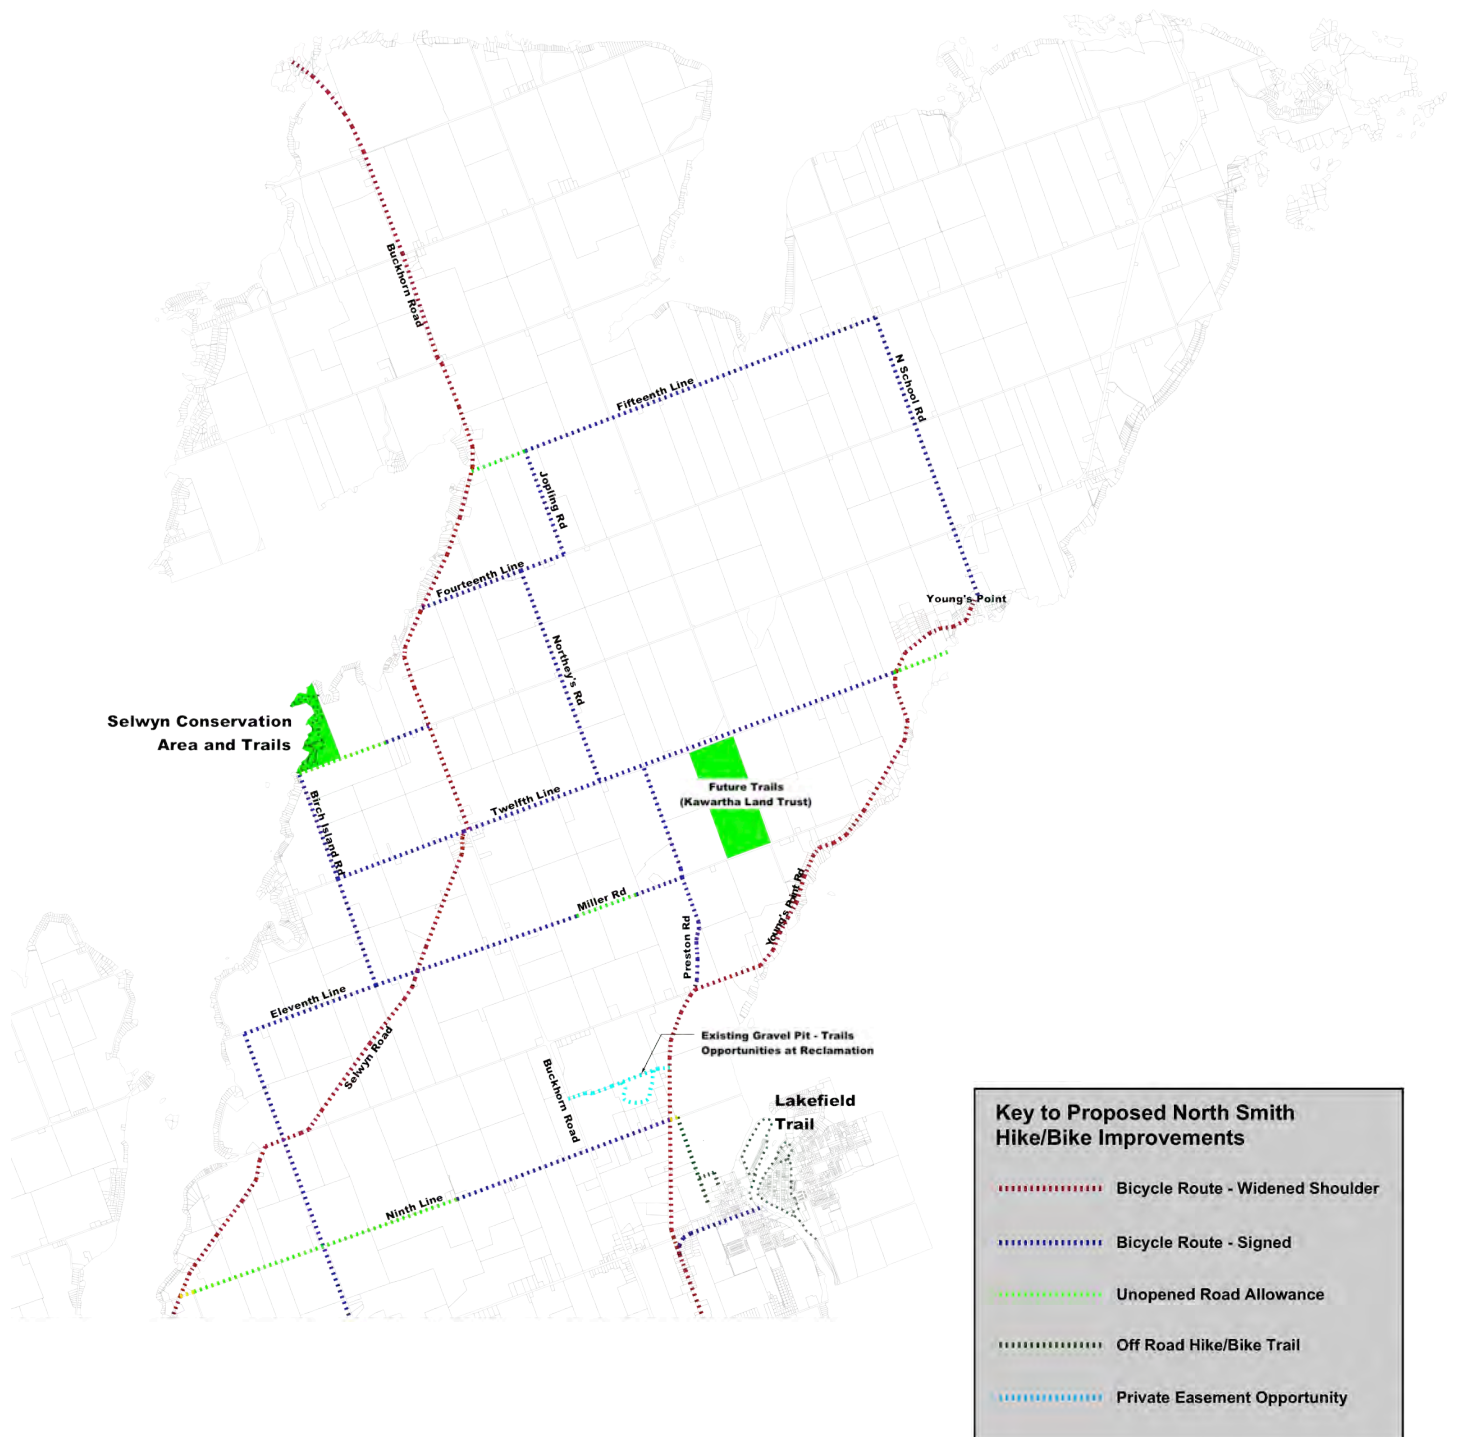 Buckhorn Road
Fifteenth Line
N School Rd
Jopling Rd
Fourteenth Line
Young's Point
Northey's Rd
Selwyn Conservation
Area and Trails
Future Trails
(Kawartha Land Trust)
Twelfth Line
Birch Island Rd
Miller Rd
Young's Point Rd
Preston Rd
Eleventh Line
Selwyn Road
Existing Gravel Pit - Trails
Opportunities at Reclamation
Buckhorn Road
Lakefield
Trail
Ninth Line
Key to Proposed North Smith
Hike/Bike Improvements
Bicycle Route - Widened Shoulder
Bicycle Route - Signed
Unopened Road Allowance
Off Road Hike/Bike Trail
Private Easement Opportunity